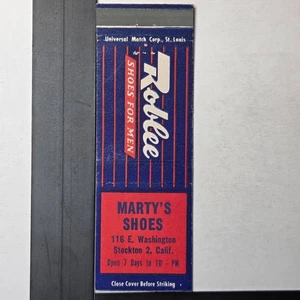 Universal Match Corp., St. Louis
Roblee
SHOES FOR MEN
MARTY'S
SHOES
116 E. Washington
Stockton 2, Calif.
Open 7 Days to 10 - PM
Close Cover Before Striking